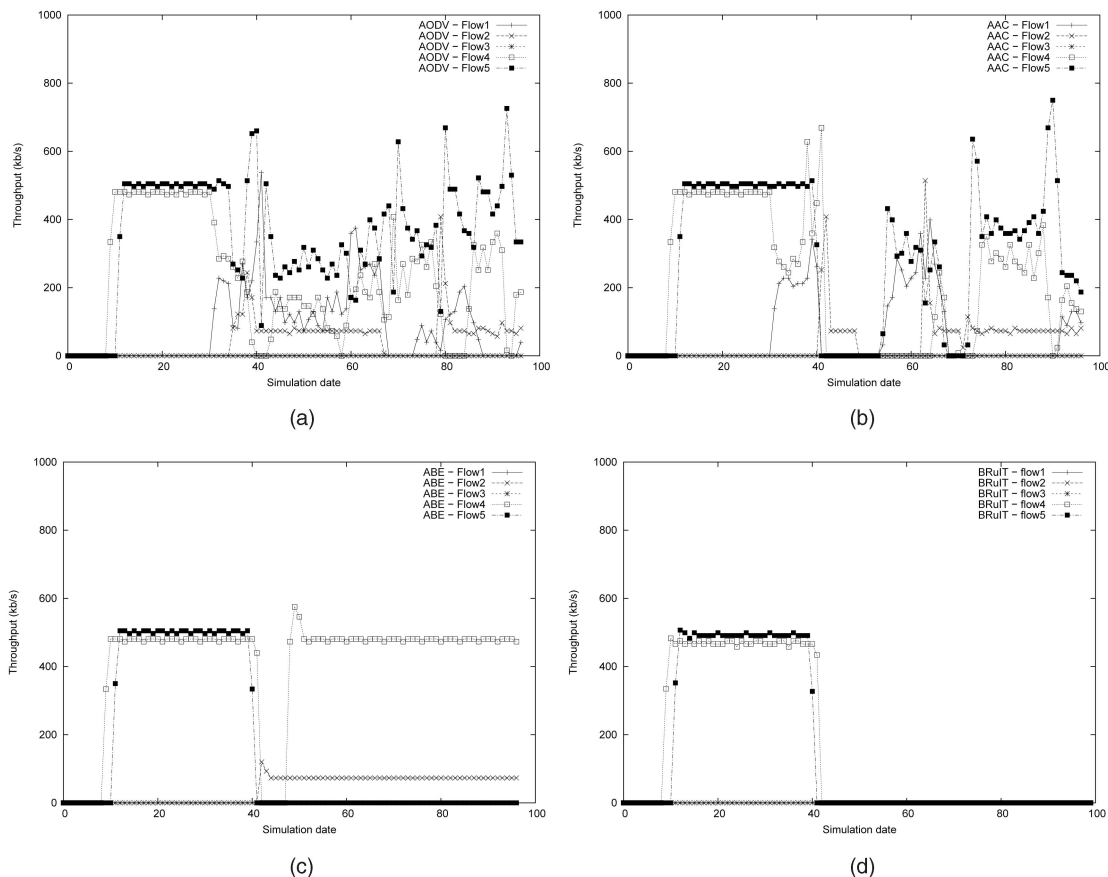 1000
800
600
400
200
0
Throughput (kb/s)
0 20 40 60 80 100
Simulation date
AODV − Flow1
AODV − Flow2
AODV − Flow3
AODV − Flow4
AODV − Flow5
(a)
1000
800
600
400
200
0
Throughput (kb/s)
0 20 40 60 80 100
Simulation date
AAC − Flow1
AAC − Flow2
AAC − Flow3
AAC − Flow4
AAC − Flow5
(b)
1000
800
600
400
200
0
Throughput (kb/s)
0 20 40 60 80 100
Simulation date
ABE − Flow1
ABE − Flow2
ABE − Flow3
ABE − Flow4
ABE − Flow5
(c)
1000
800
600
400
200
0
Throughput (kb/s)
0 20 40 60 80 100
Simulation date
BRuIT − flow1
BRuIT − flow2
BRuIT − flow3
BRuIT − flow4
BRuIT − flow5
(d)